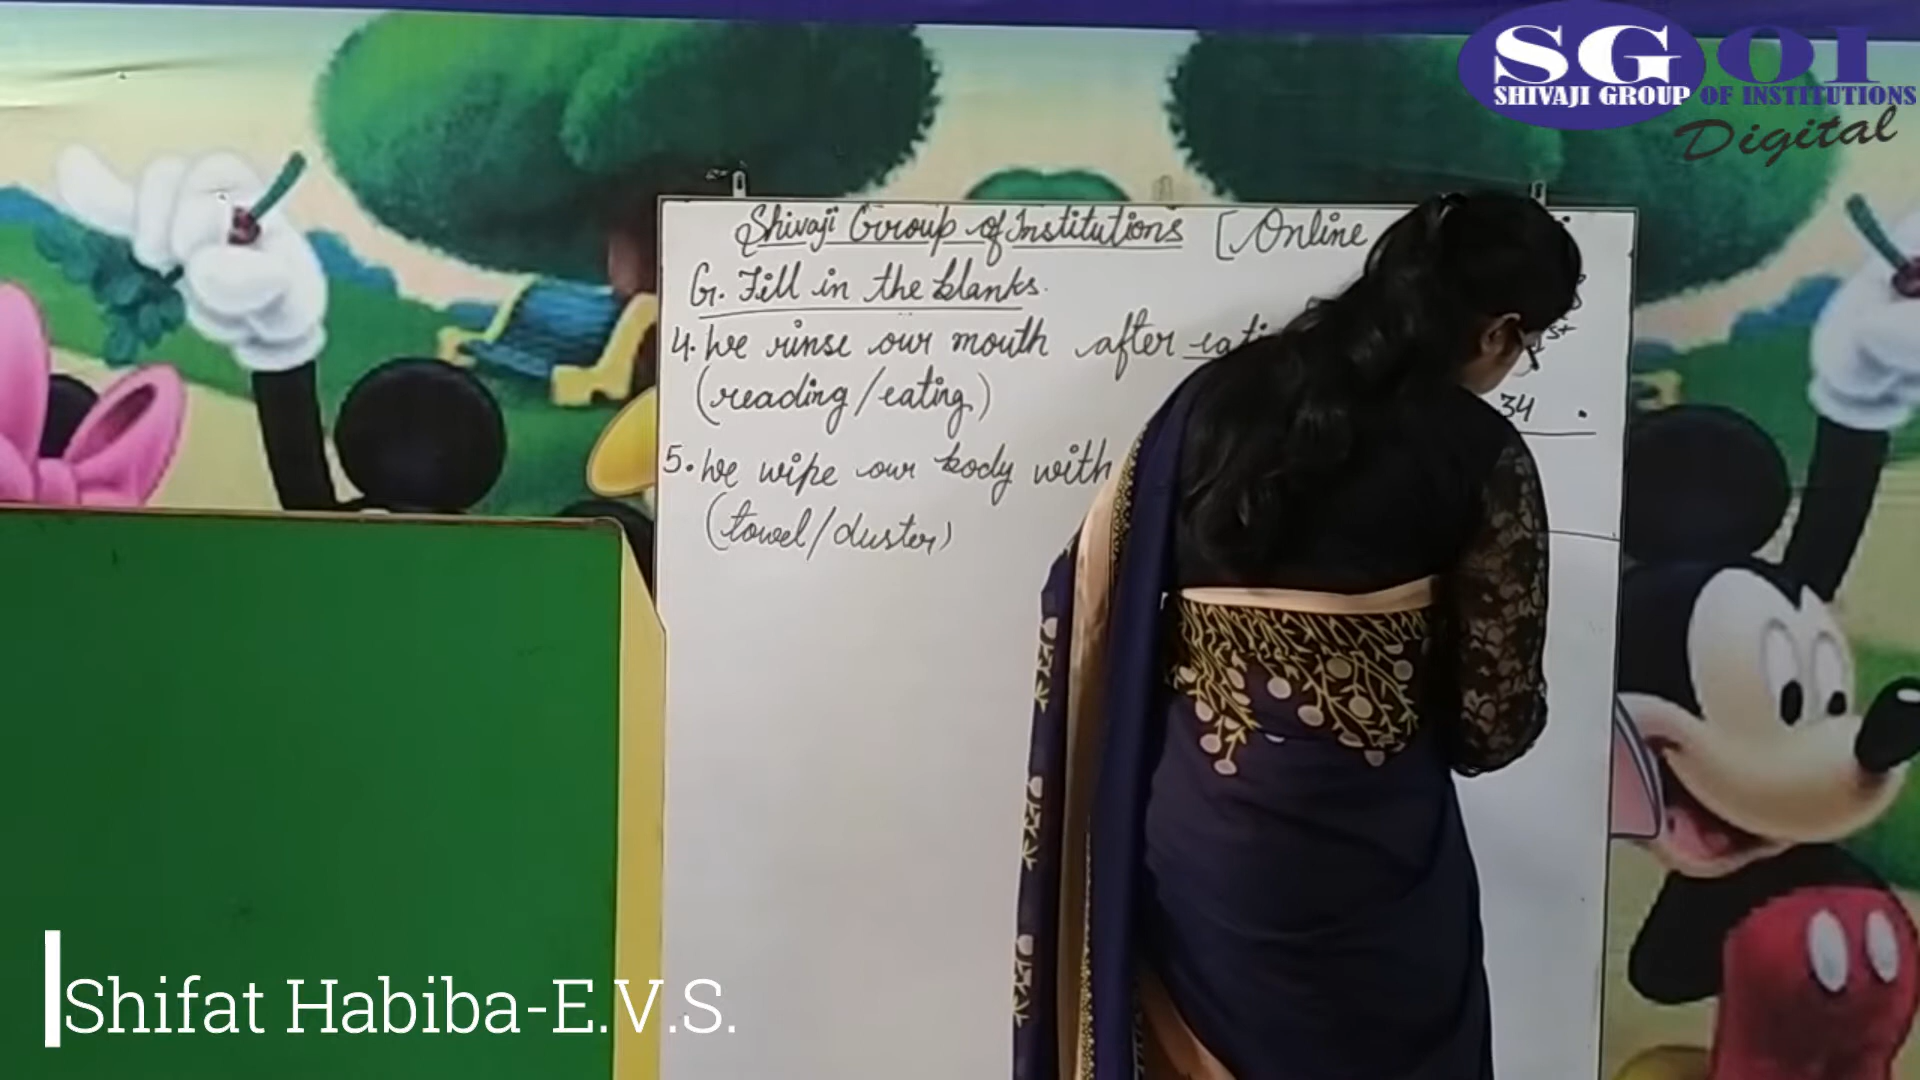 SGOI
SHIVAJI GROUP OF INSTITUTIONS
Digital
Shivaji Group of Institutions [Online
G. Fill in the blanks.
4. We rinse our mouth after eati
(reading/eating)
34
5. We wipe our body with
(towel/duster)
Shifat Habiba-E.V.S.